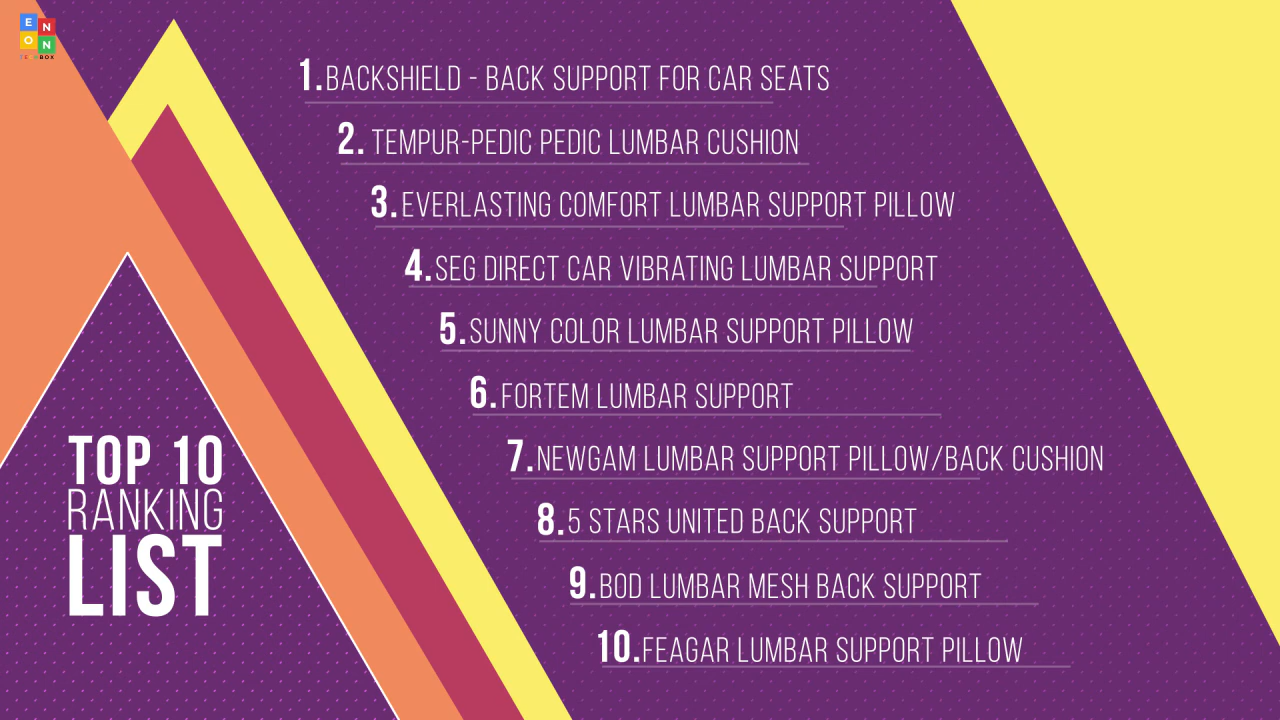 E N
O N
TECHBOX
1. BACKSHIELD - BACK SUPPORT FOR CAR SEATS
2. TEMPUR-PEDIC PEDIC LUMBAR CUSHION
3. EVERLASTING COMFORT LUMBAR SUPPORT PILLOW
4. SEG DIRECT CAR VIBRATING LUMBAR SUPPORT
5. SUNNY COLOR LUMBAR SUPPORT PILLOW
6. FORTEM LUMBAR SUPPORT
7. NEWGAM LUMBAR SUPPORT PILLOW/BACK CUSHION
8. 5 STARS UNITED BACK SUPPORT
9. BOD LUMBAR MESH BACK SUPPORT
10. FEAGAR LUMBAR SUPPORT PILLOW
TOP 10
RANKING
LIST